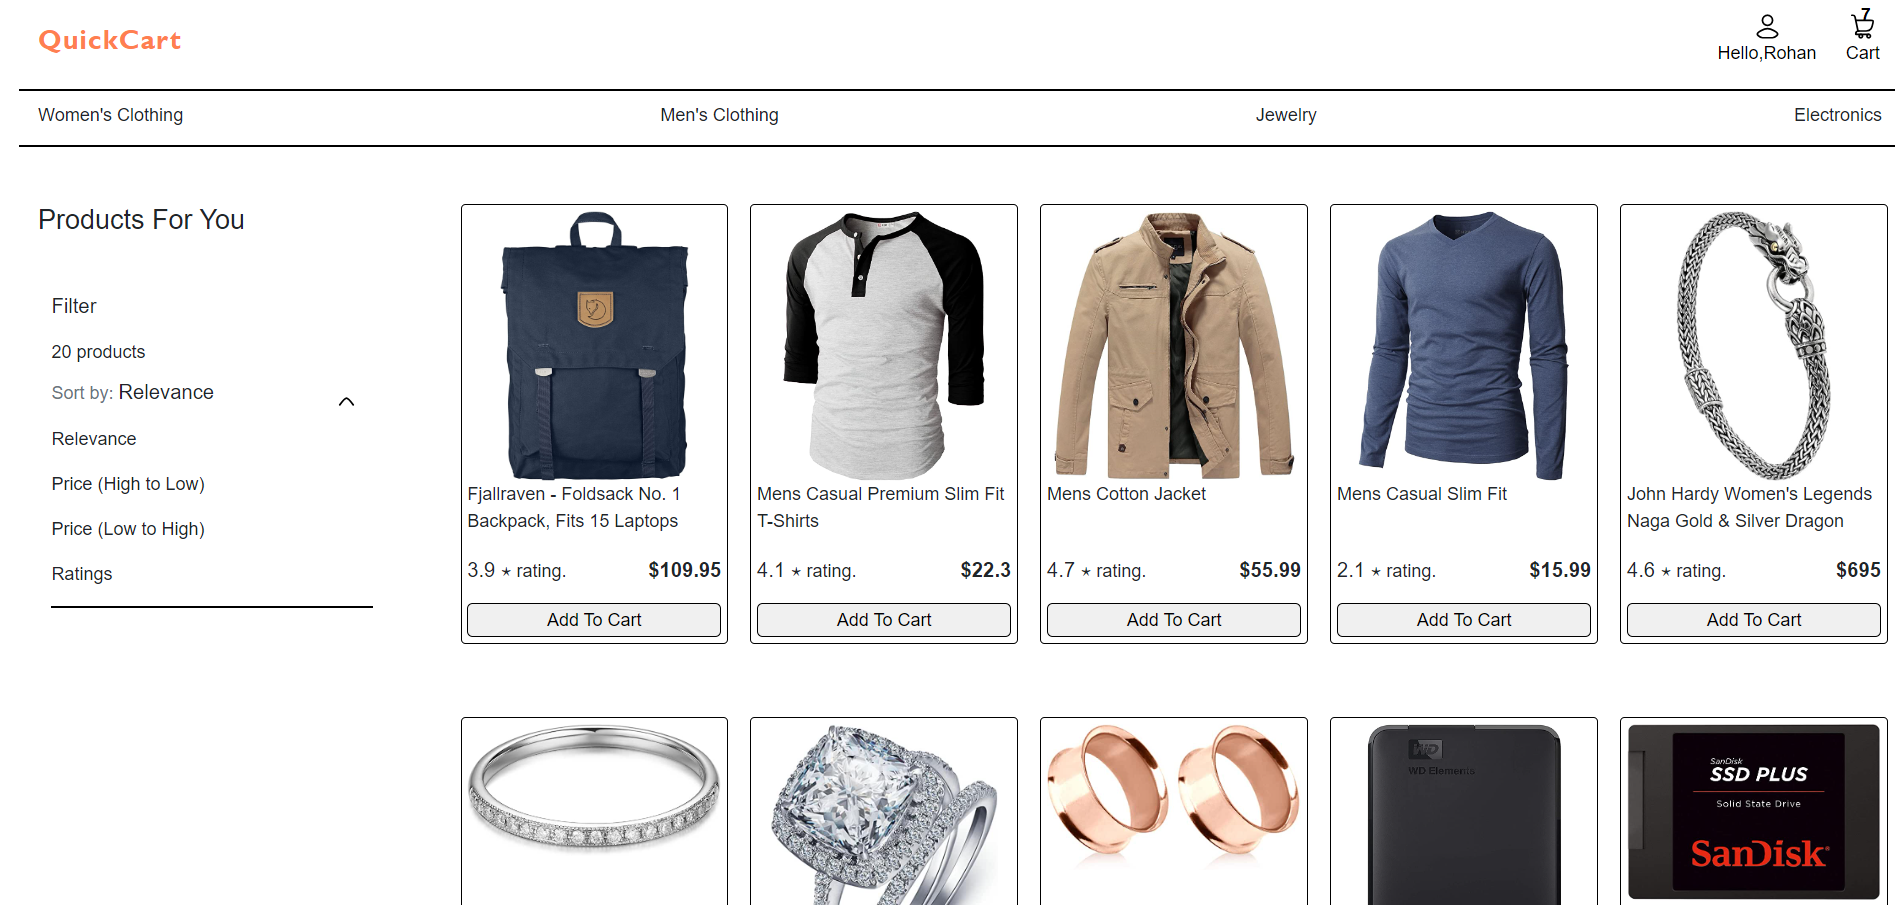 QuickCart
Hello,Rohan
7
Cart
Women's Clothing
Men's Clothing
Jewelry
Electronics
Products For You
Filter
20 products
Sort by: Relevance
Relevance
Price (High to Low)
Price (Low to High)
Ratings
Fjallraven - Foldsack No. 1
Backpack, Fits 15 Laptops
3.9 ⋆ rating.
$109.95
Add To Cart
Mens Casual Premium Slim Fit
T-Shirts
4.1 ⋆ rating.
$22.3
Add To Cart
Mens Cotton Jacket
4.7 ⋆ rating.
$55.99
Add To Cart
Mens Casual Slim Fit
2.1 ⋆ rating.
$15.99
Add To Cart
John Hardy Women's Legends
Naga Gold & Silver Dragon
4.6 ⋆ rating.
$695
Add To Cart
WD
WD Elements
SanDisk
SSD PLUS
Solid State Drive
SanDisk